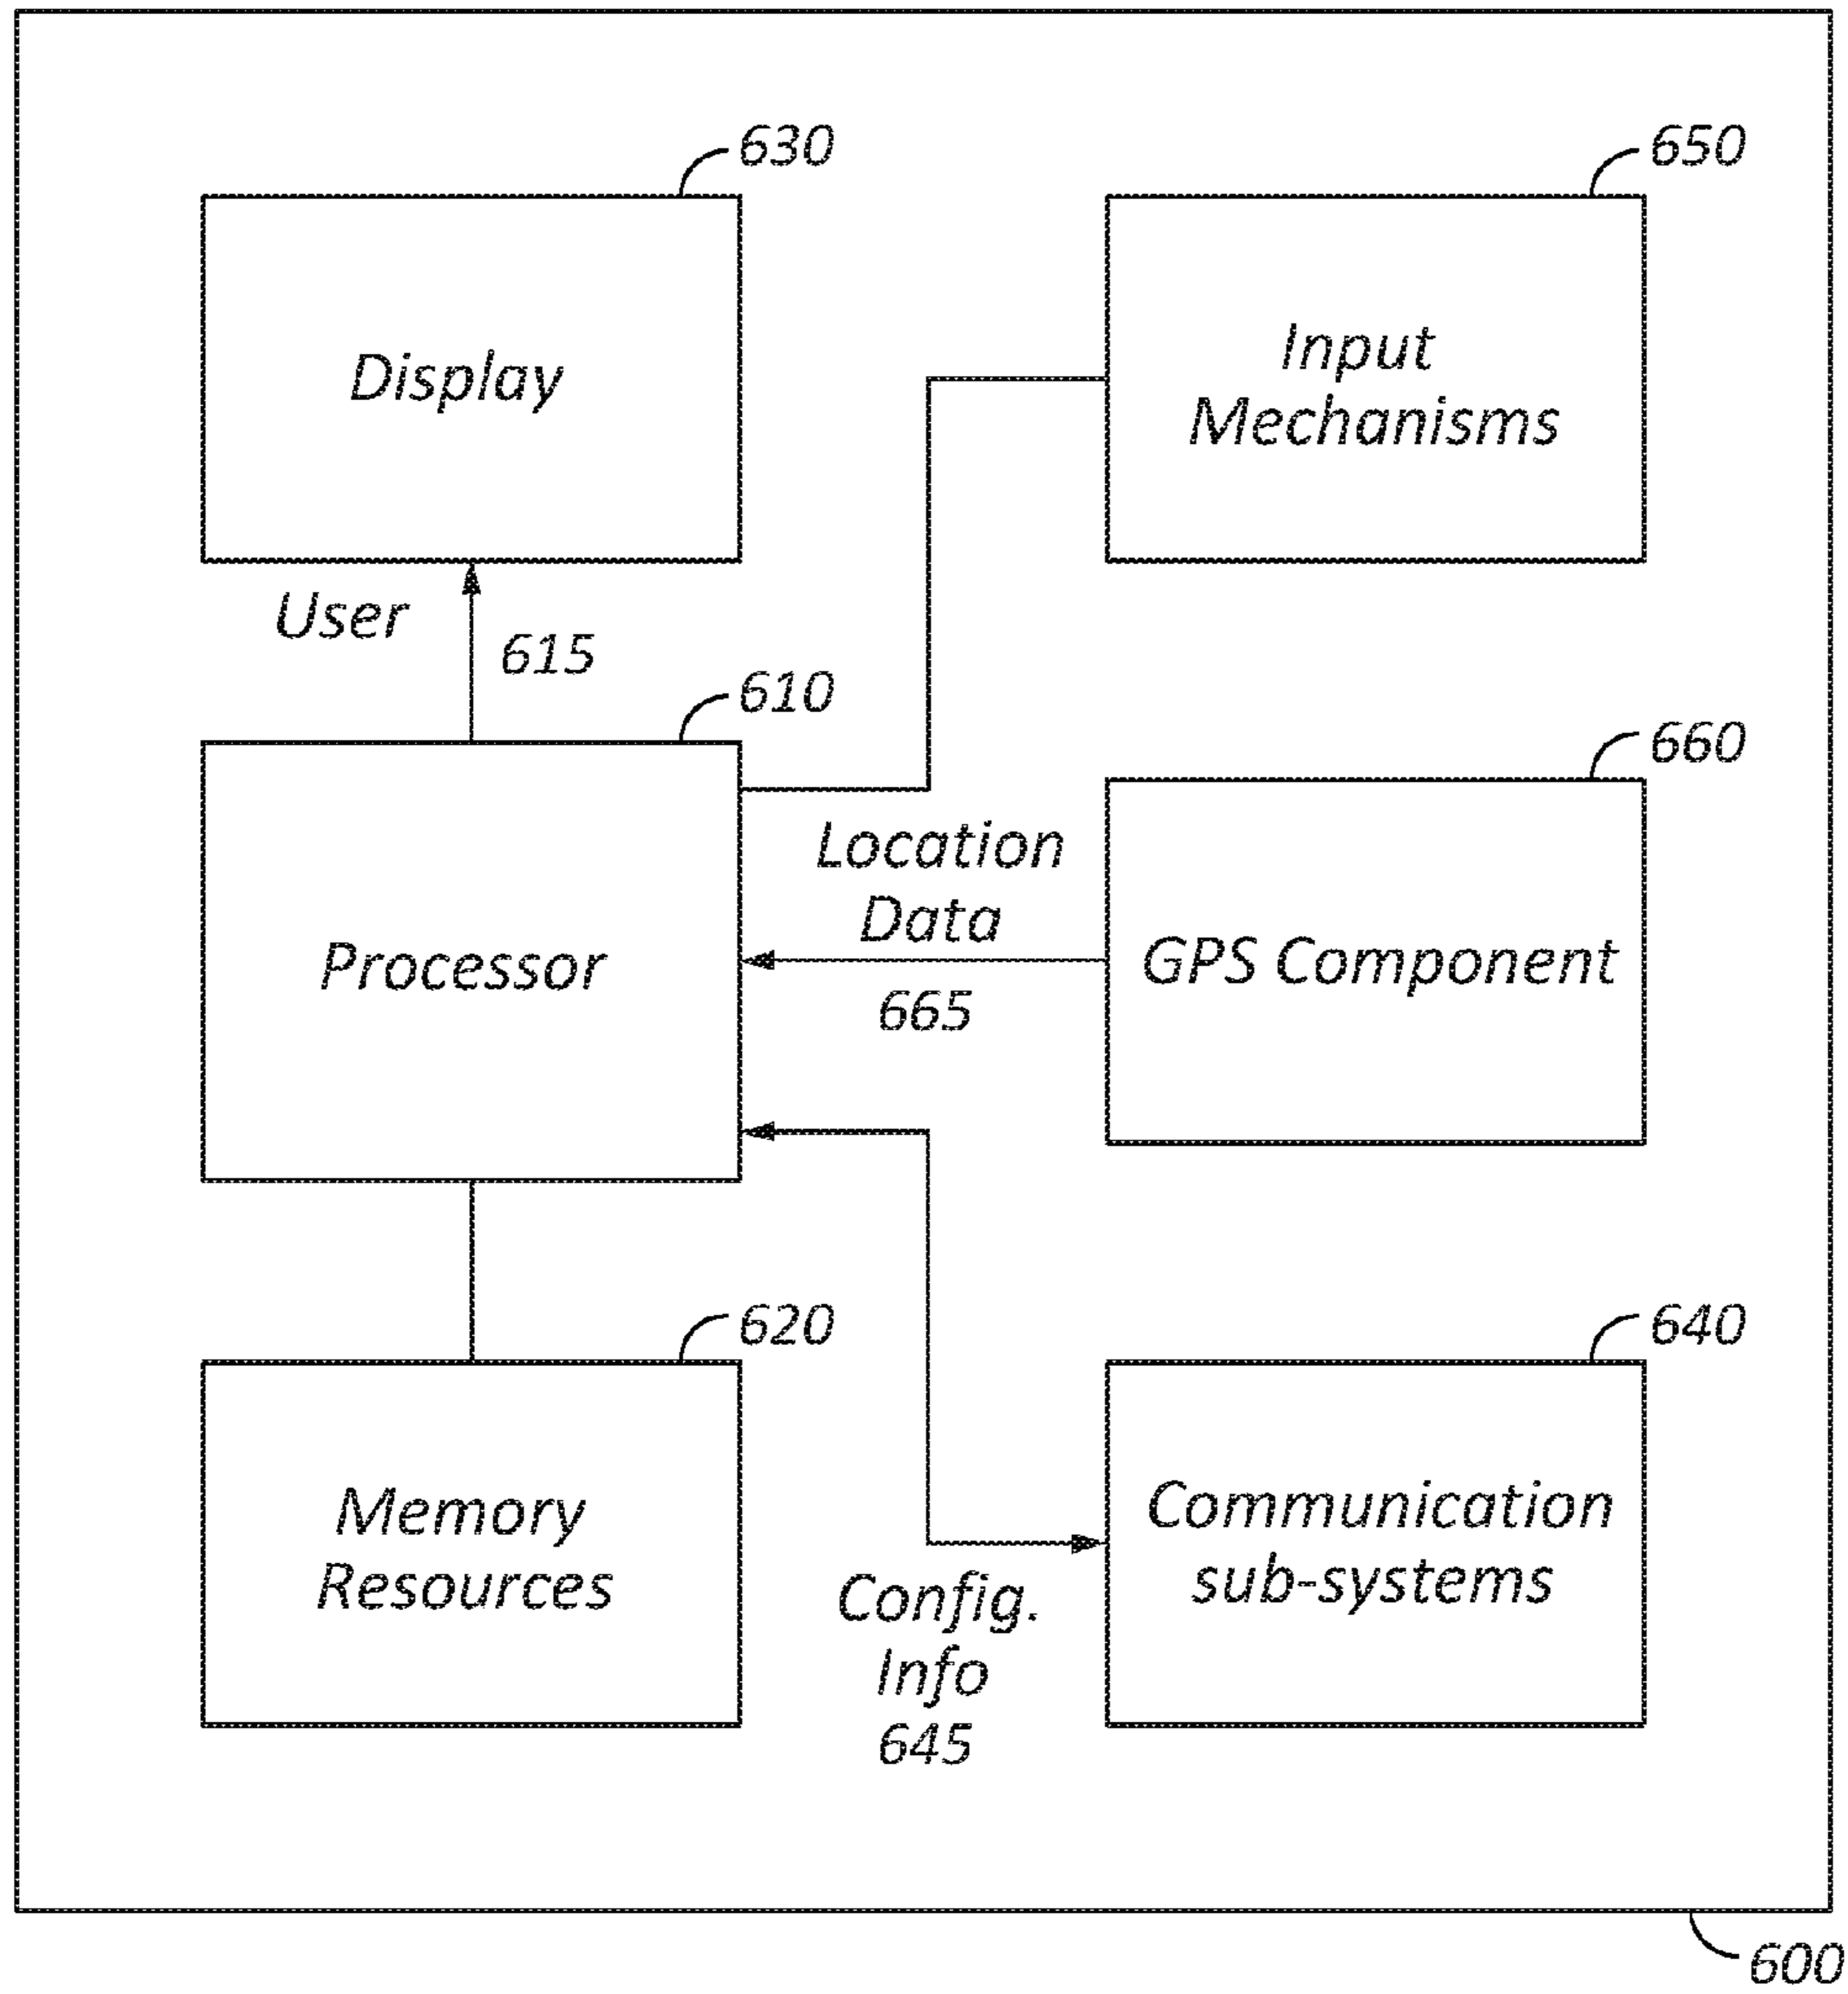 630
650
Display
Input
Mechanisms
User
615
610
660
Location
Data
Processor
GPS Component
665
620
640
Memory
Resources
Communication
sub-systems
Config.
Info
645
600